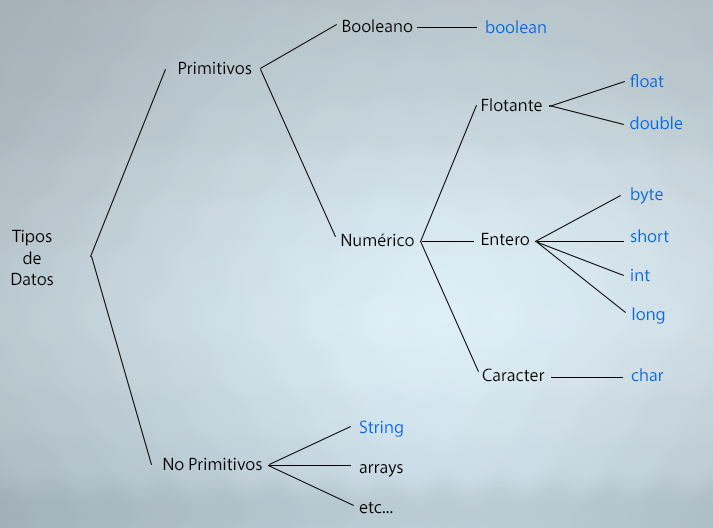 Tipos
de
Datos
Primitivos
Booleano
boolean
Numérico
Flotante
float
double
Entero
byte
short
int
long
Caracter
char
No Primitivos
String
arrays
etc...